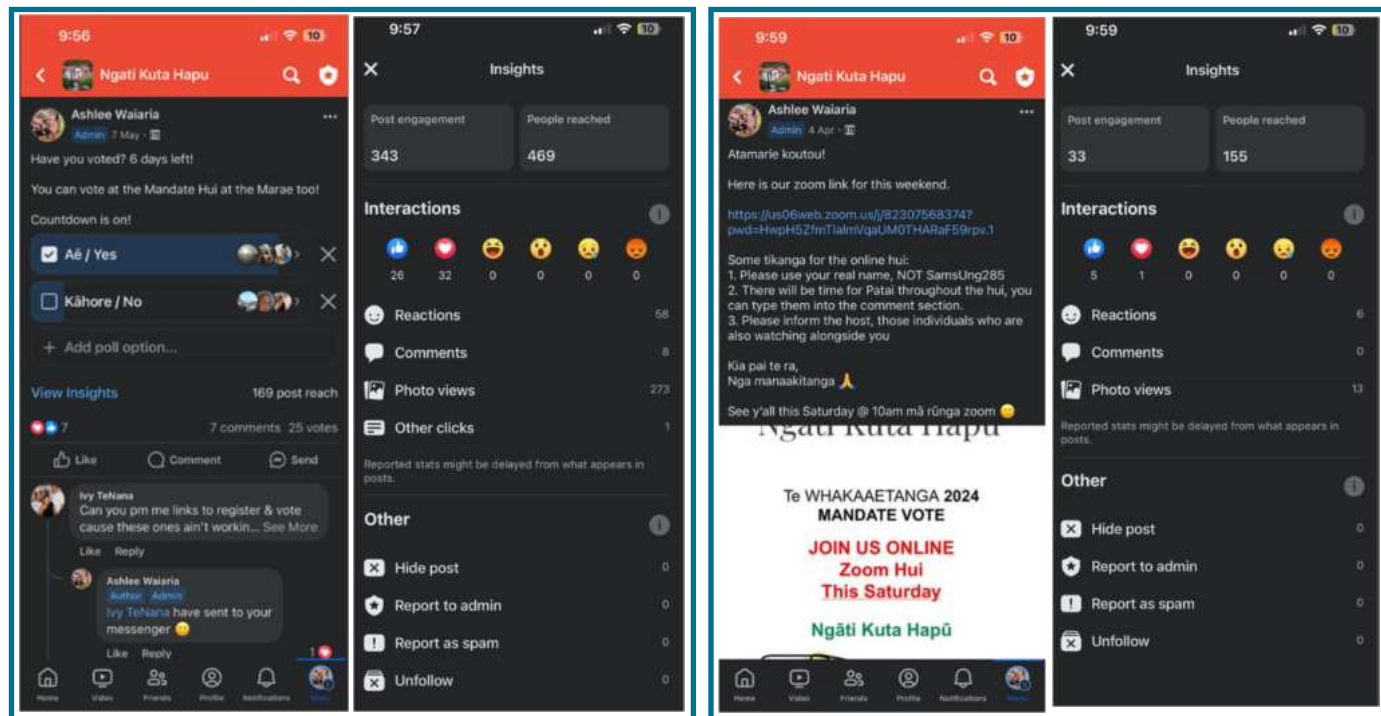 9:56
10
Ngati Kuta Hapu
Ashlee Waiaria
Admin 7 May ·
Have you voted? 6 days left!
You can vote at the Mandate Hui at the Marae too!
Countdown is on!
Aē / Yes
Kāhore / No
+ Add poll option...
View Insights 169 post reach
7 7 comments 25 votes
Like Comment Send
Ivy TeNana
Can you pm me links to register & vote
cause these ones ain't workin... See More
Like Reply
Ashlee Waiaria
Author Admin
Ivy TeNana have sent to your
messenger
Like Reply 1
Home Video Friends Profile Notifications
9:57
10
Insights
Post engagement People reached
343 469
Interactions
26 32 0 0 0 0
Reactions 58
Comments 8
Photo views 273
Other clicks 1
Reported stats might be delayed from what appears in
posts.
Other
Hide post 0
Report to admin 0
Report as spam 0
Unfollow 0
9:59
10
Ngati Kuta Hapu
Ashlee Waiaria
Admin 4 Apr ·
Atamarie koutou!
Here is our zoom link for this weekend.
Some tikanga for the online hui:
1. Please use your real name, NOT SamsUng285
2. There will be time for Patai throughout the hui, you
can type them into the comment section.
3. Please inform the host, those individuals who are
also watching alongside you
Kia pai te ra,
Nga manaakitanga
See y'all this Saturday @ 10am mā rūnga zoom
Ngāti Kuta Hapū
Te WHAKAAETANGA 2024
MANDATE VOTE
JOIN US ONLINE
Zoom Hui
This Saturday
Ngāti Kuta Hapū
Home Video Friends Profile Notifications
9:59
10
Insights
Post engagement People reached
33 155
Interactions
5 1 0 0 0 0
Reactions 6
Comments 0
Photo views 13
Reported stats might be delayed from what appears in
posts.
Other
Hide post 0
Report to admin 0
Report as spam 0
Unfollow 0